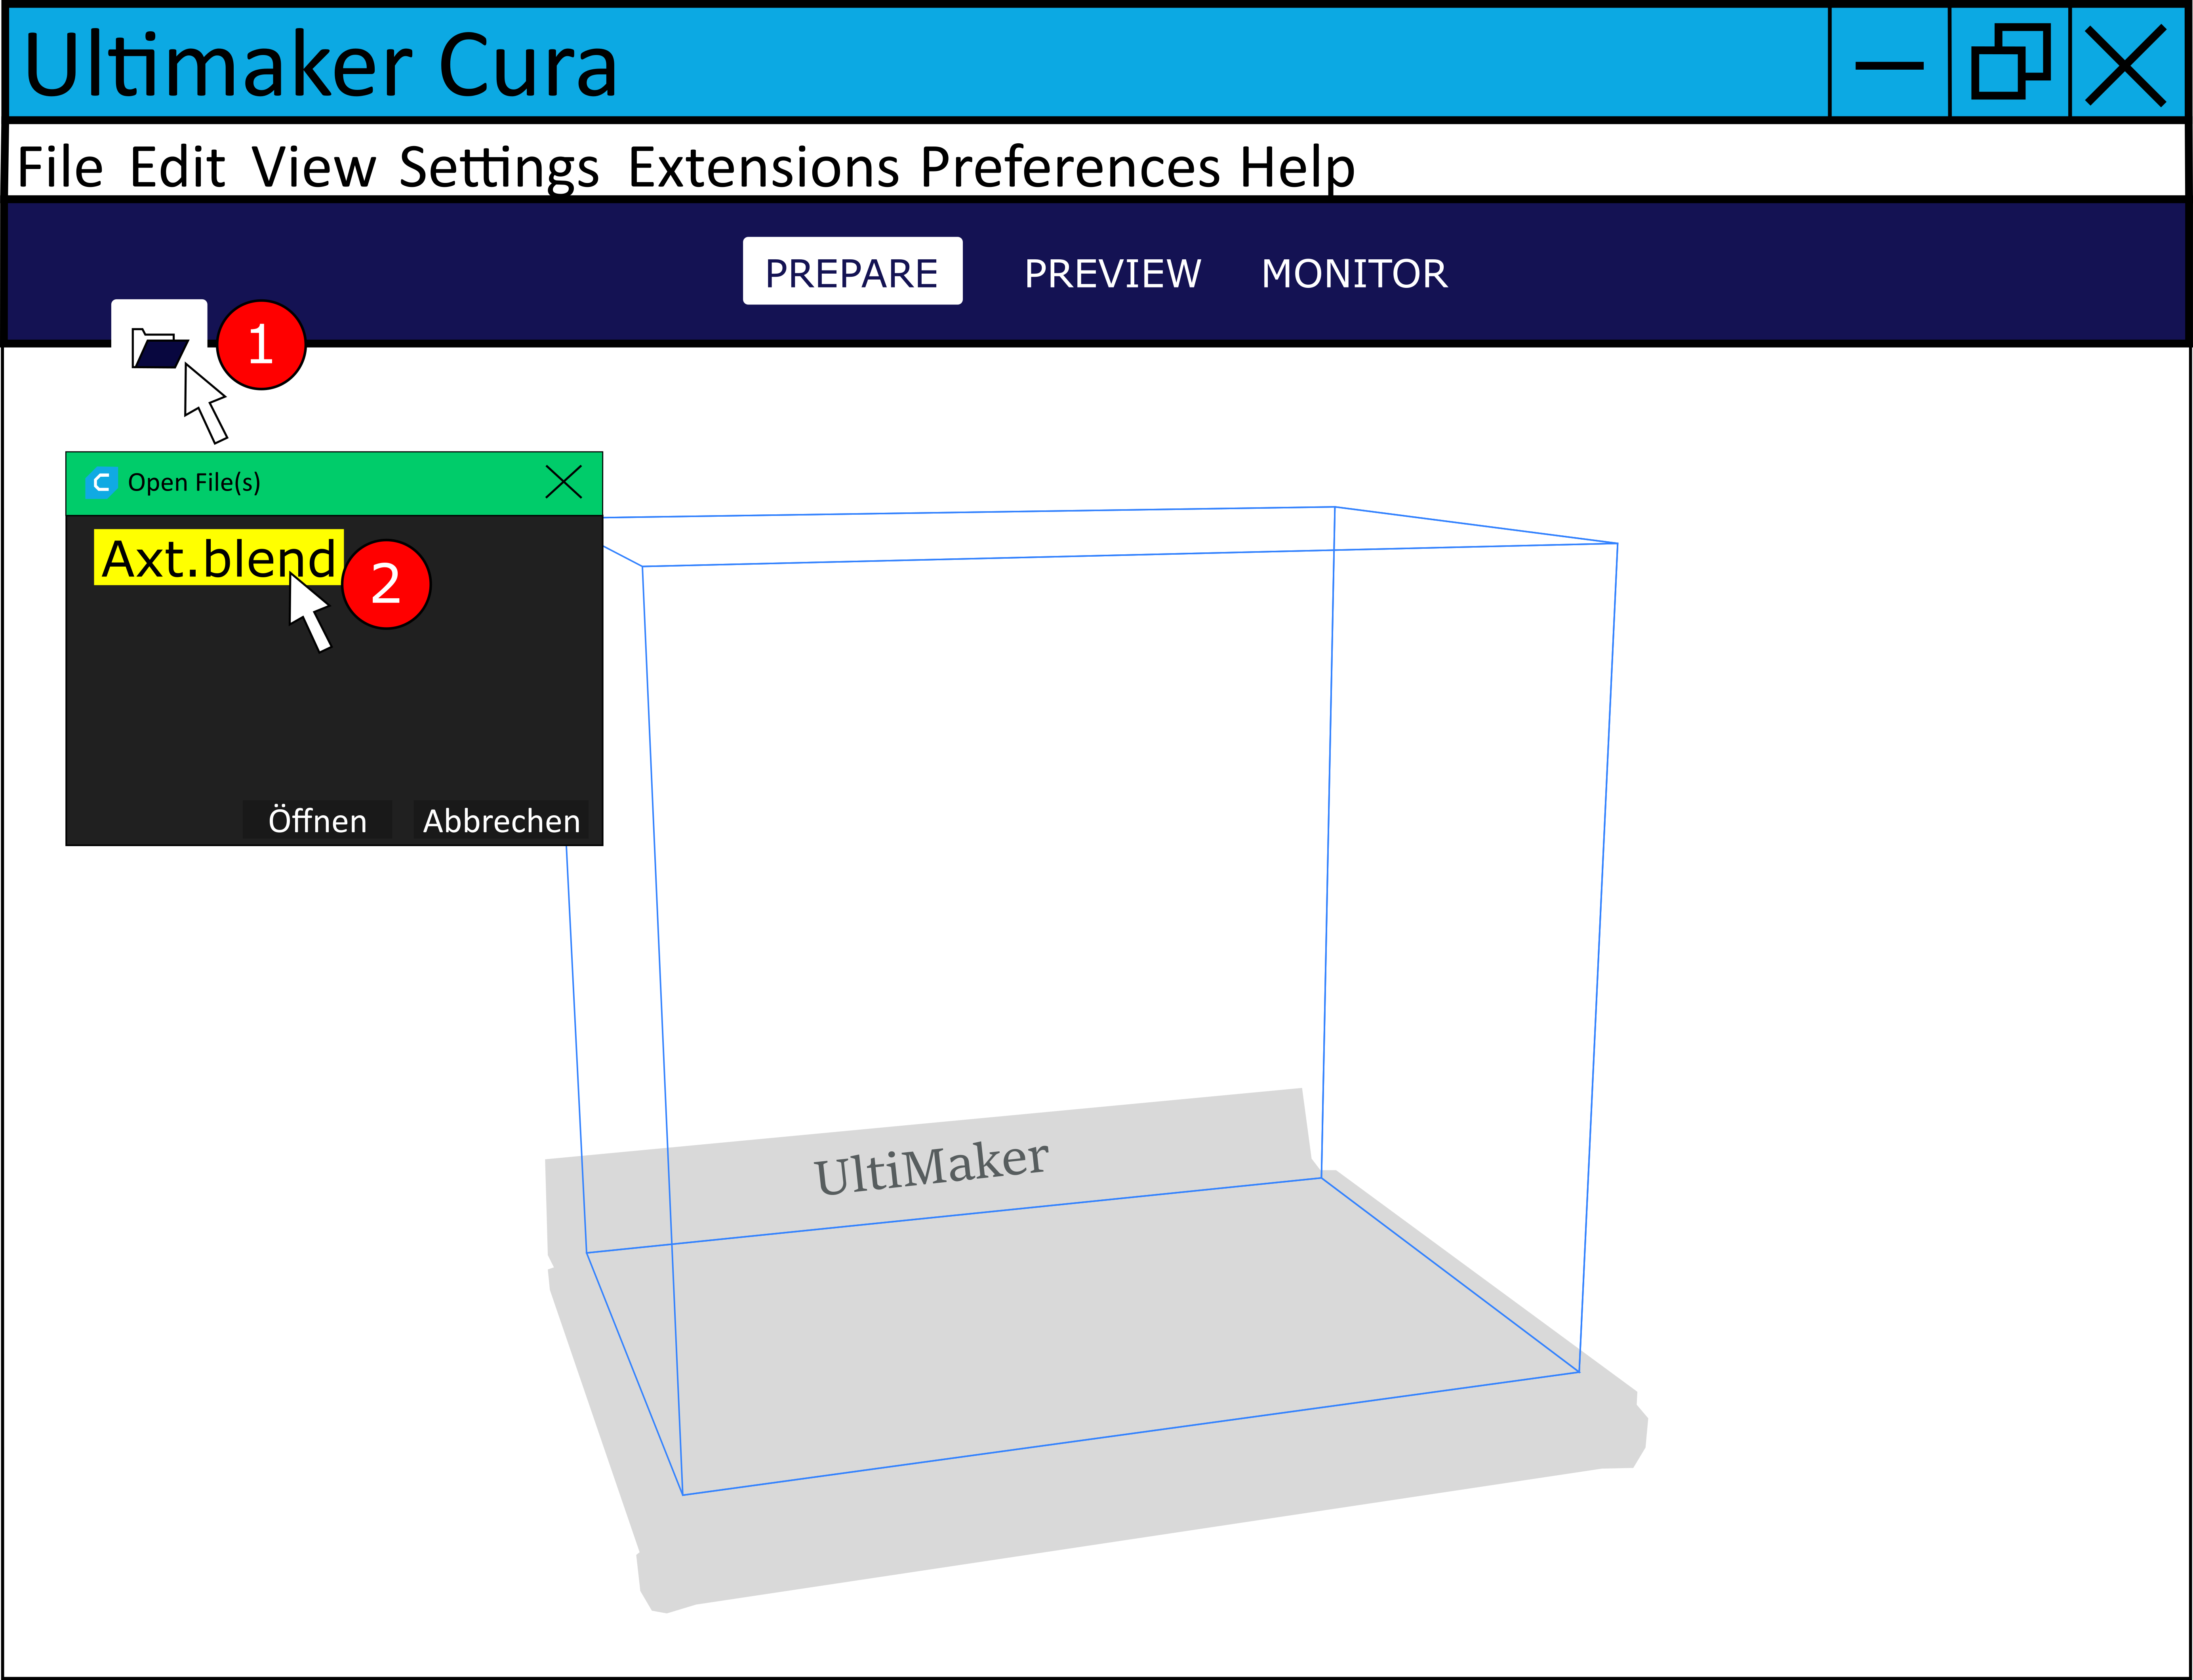 Ultimaker Cura
File Edit View Settings Extensions Preferences Help
PREPARE PREVIEW MONITOR
1
Open File(s)
Axt.blend
2
Öffnen Abbrechen
UltiMaker